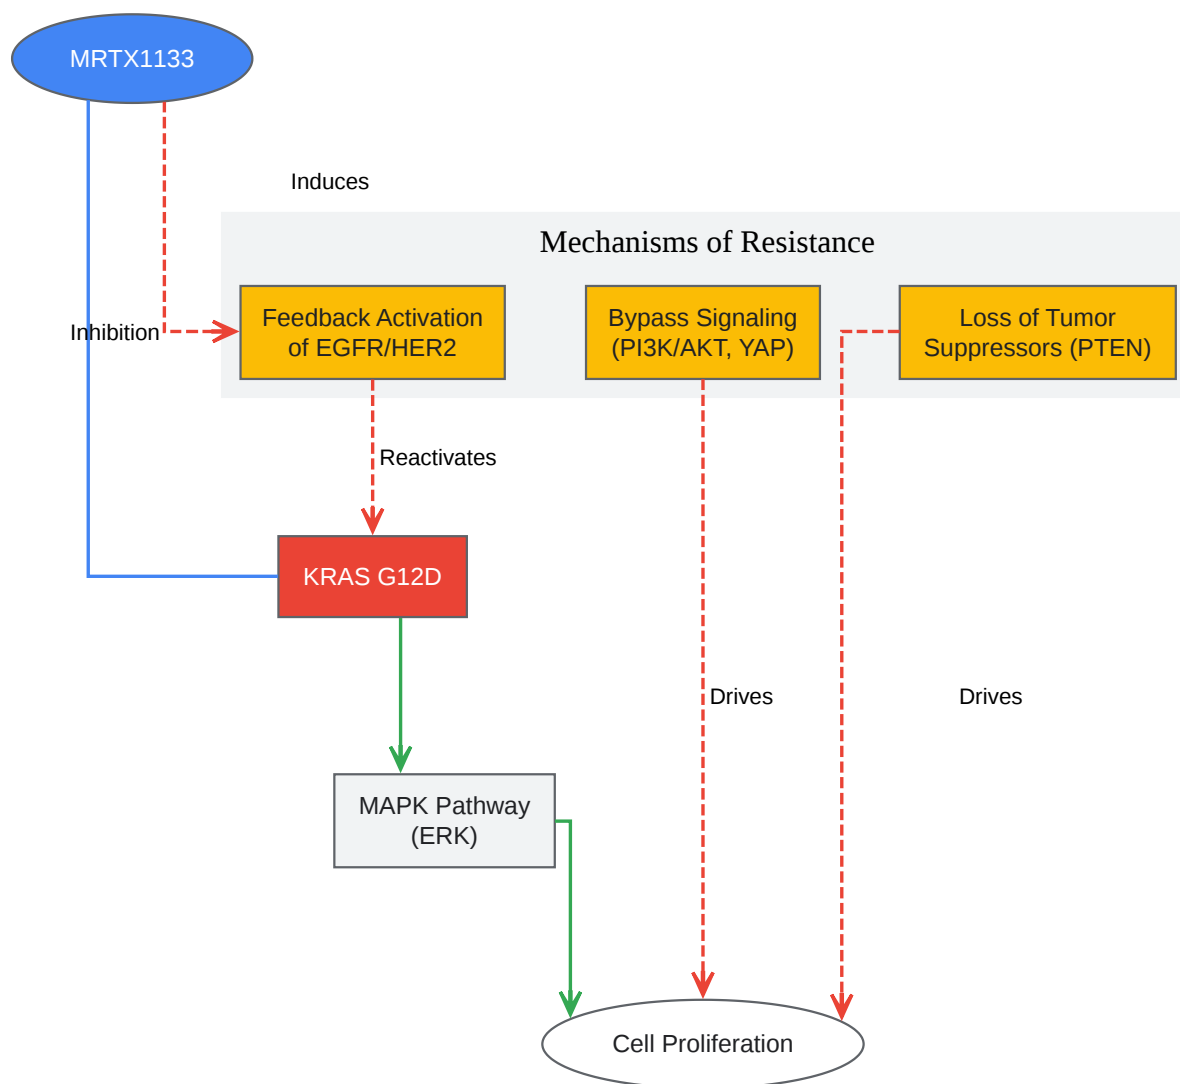 MRTX1133
Induces
Mechanisms of Resistance
Inhibition
Feedback Activation
of EGFR/HER2
Bypass Signaling
(PI3K/AKT, YAP)
Loss of Tumor
Suppressors (PTEN)
Reactivates
KRAS G12D
Drives
Drives
MAPK Pathway
(ERK)
Cell Proliferation